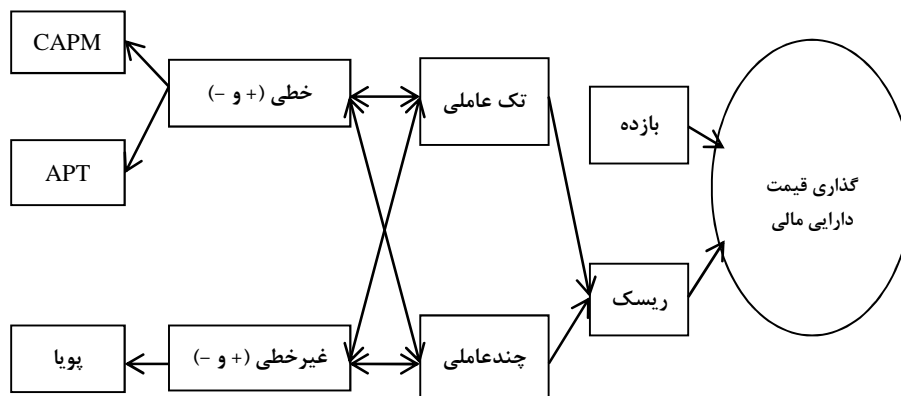 CAPM
خطی (+ و -)
تک عاملی
بازده
APT
گذاری قیمت
دارایی مالی
ریسک
پویا
غیرخطی (+ و -)
چندعاملی